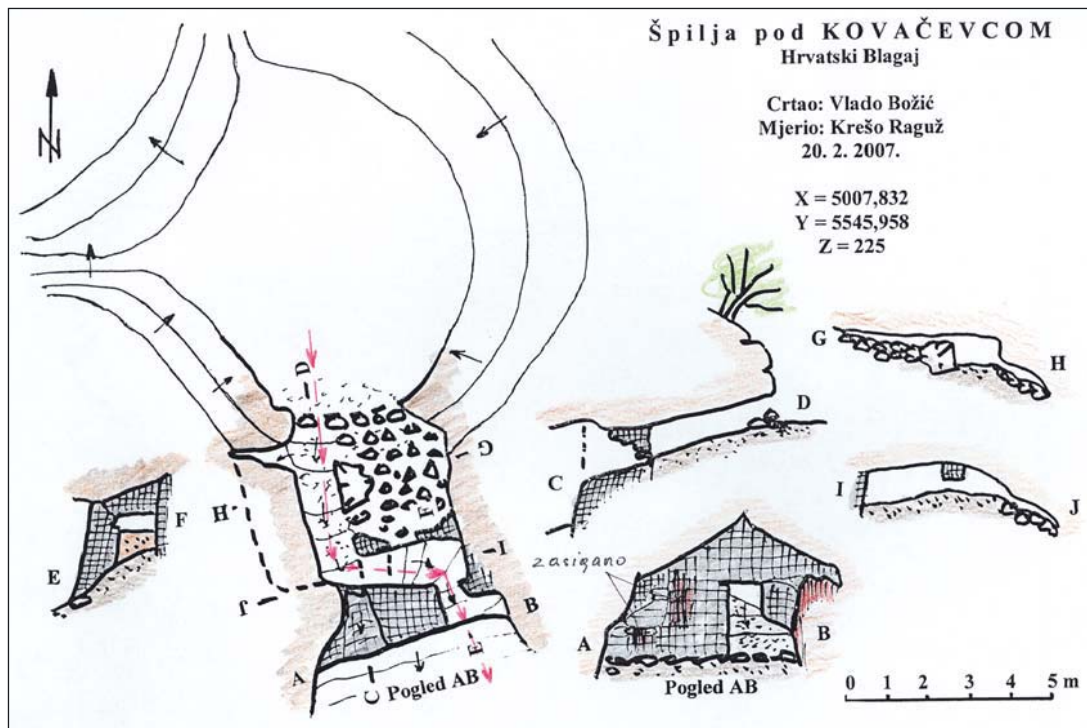 Špilja pod KOVAČEVCOM
Hrvatski Blagaj
Crtao: Vlado Božić
Mjerio: Krešo Raguž
20. 2. 2007.
X = 5007,832
Y = 5545,958
Z = 225
N
D
G
H
F
I
E
J
B
A
C
E
F
Pogled AB
G
H
D
C
I
J
zasigano
A
B
Pogled AB
0 1 2 3 4 5 m